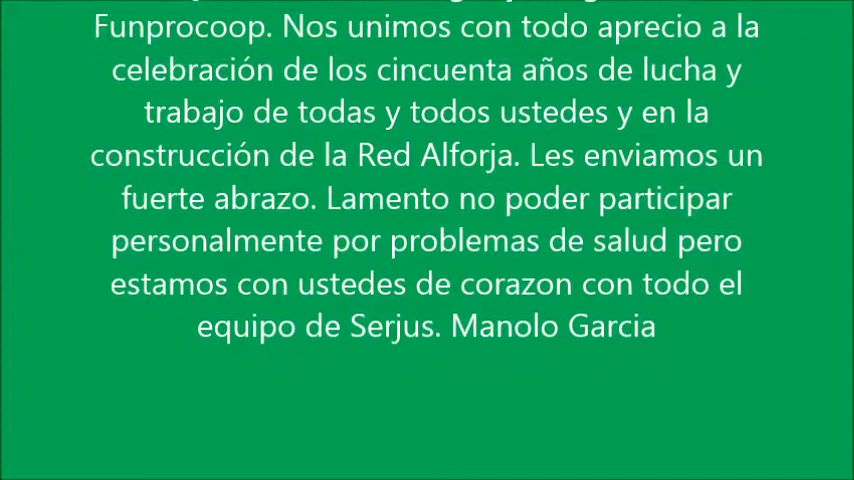 Funprocoop. Nos unimos con todo aprecio a la
celebración de los cincuenta años de lucha y
trabajo de todas y todos ustedes y en la
construcción de la Red Alforja. Les enviamos un
fuerte abrazo. Lamento no poder participar
personalmente por problemas de salud pero
estamos con ustedes de corazon con todo el
equipo de Serjus. Manolo Garcia